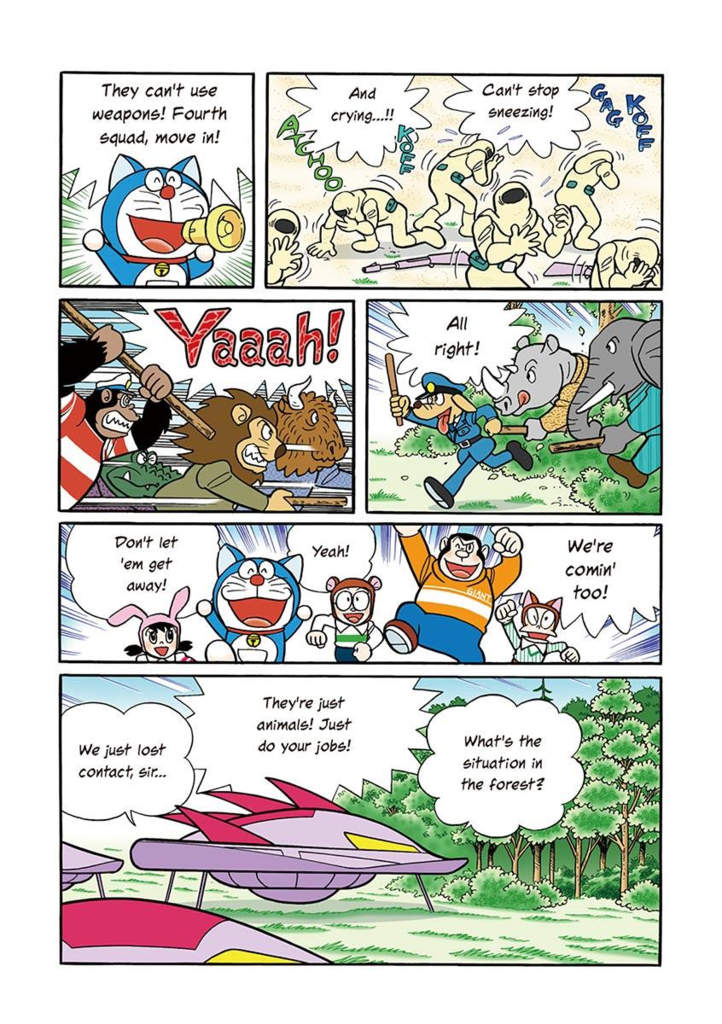 They can't use
weapons! Fourth
squad, move in!
And
crying...!!
Can't stop
sneezing!
AACHOO
KOFF
GAG
KOFF
Yaaah!
All
right!
Don't let
'em get
away!
Yeah!
GIANT
We're
comin'
too!
We just lost
contact, sir...
They're just
animals! Just
do your jobs!
What's the
situation in
the forest?